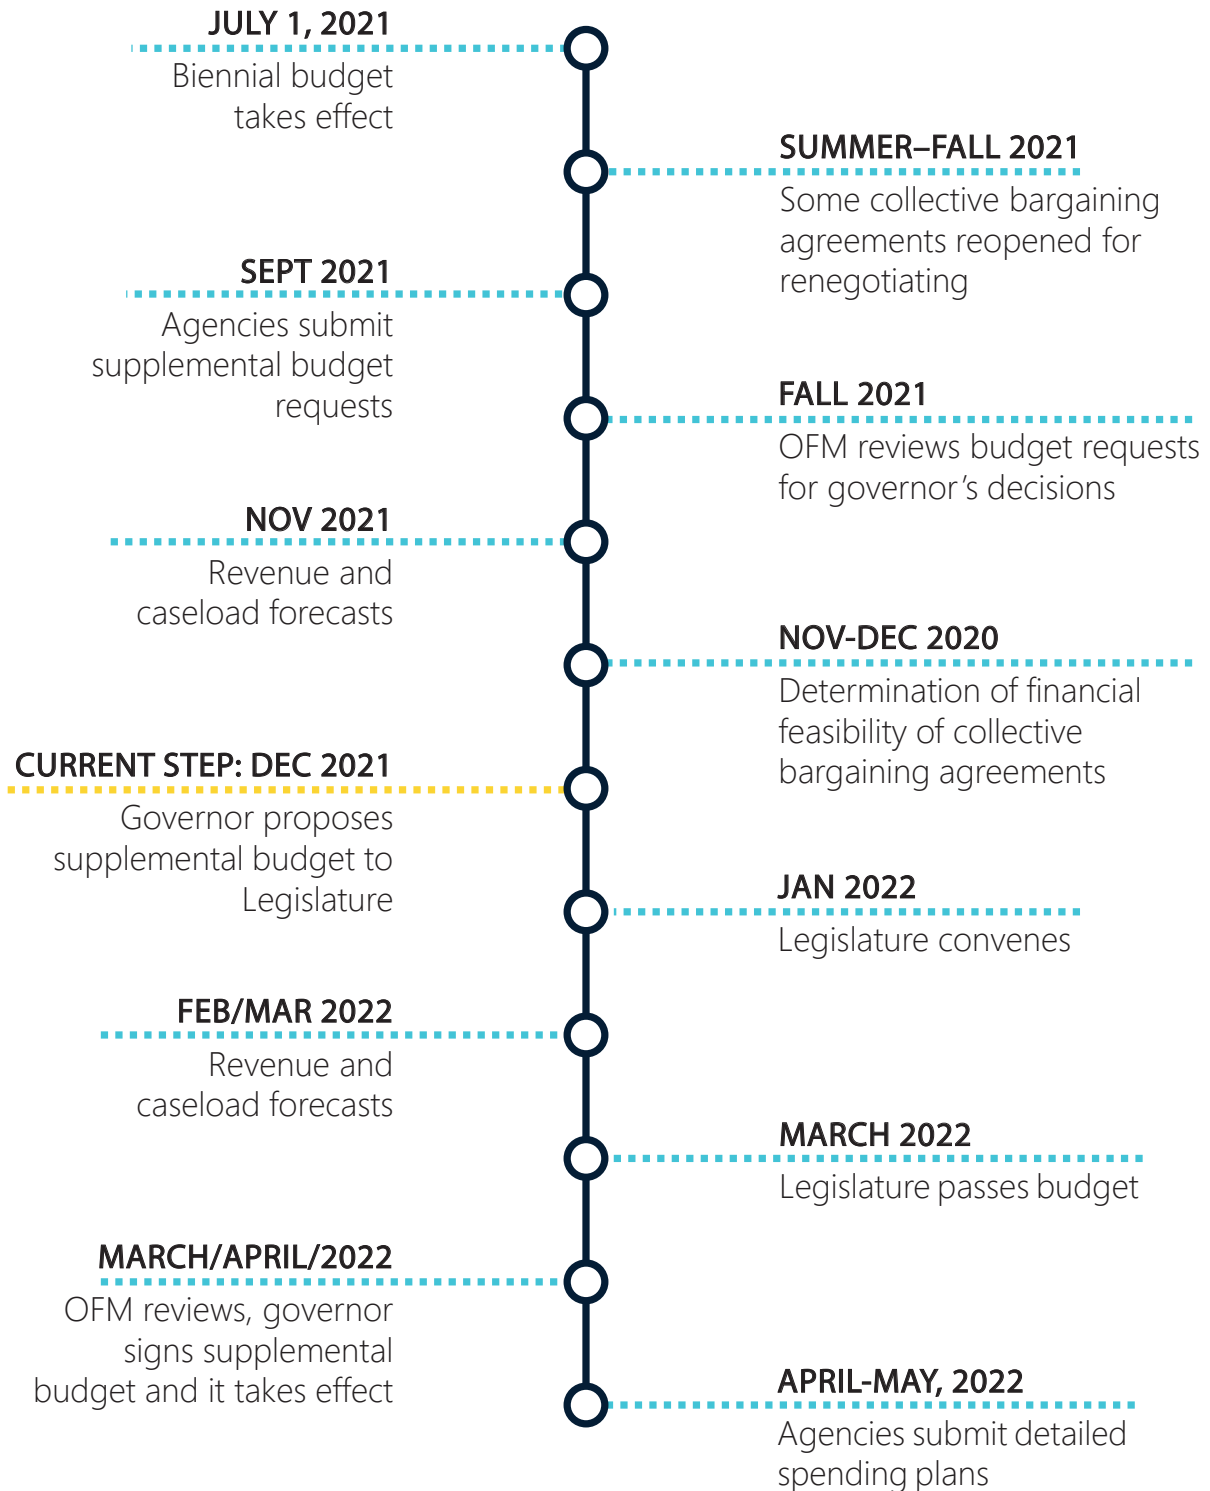 JULY 1, 2021
Biennial budget
takes effect
SUMMER–FALL 2021
Some collective bargaining
agreements reopened for
renegotiating
SEPT 2021
Agencies submit
supplemental budget
requests
FALL 2021
OFM reviews budget requests
for governor’s decisions
NOV 2021
Revenue and
caseload forecasts
NOV-DEC 2020
Determination of financial
feasibility of collective
bargaining agreements
CURRENT STEP: DEC 2021
Governor proposes
supplemental budget to
Legislature
JAN 2022
Legislature convenes
FEB/MAR 2022
Revenue and
caseload forecasts
MARCH 2022
Legislature passes budget
MARCH/APRIL/2022
OFM reviews, governor
signs supplemental
budget and it takes effect
APRIL-MAY, 2022
Agencies submit detailed
spending plans